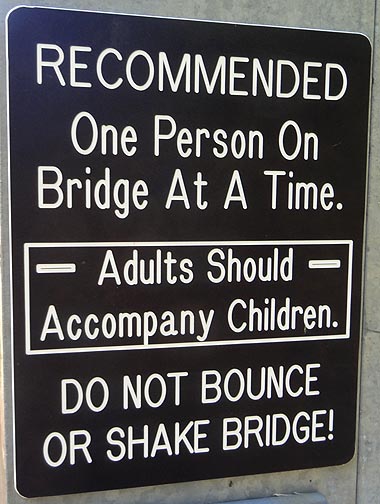 RECOMMENDED
One Person On
Bridge At A Time.
— Adults Should —
Accompany Children.
DO NOT BOUNCE
OR SHAKE BRIDGE!